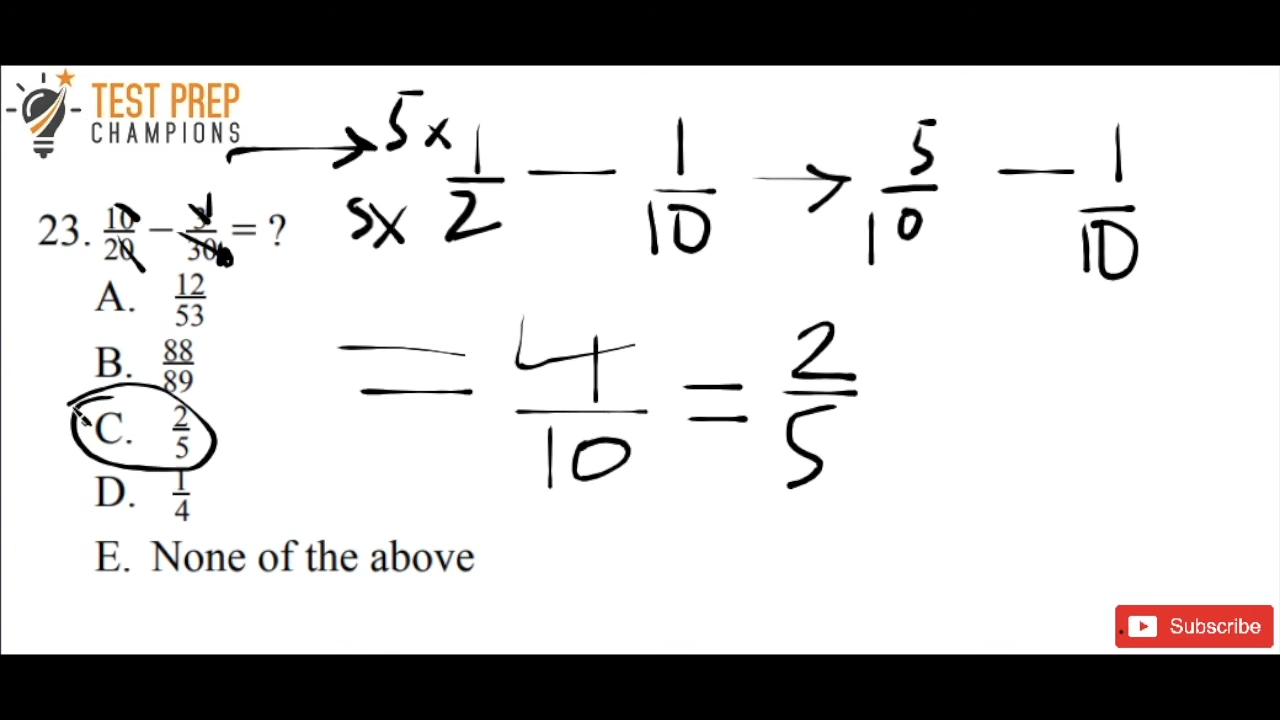 TEST PREP
CHAMPIONS
5x 1/2 − 1/10 → 5/10 − 1/10
5x
23. 10/20 − 3/30 = ?
1
A. 12/53
= 4/10 = 2/5
B. 88/89
C. 2/5
D. 1/4
E. None of the above
Subscribe